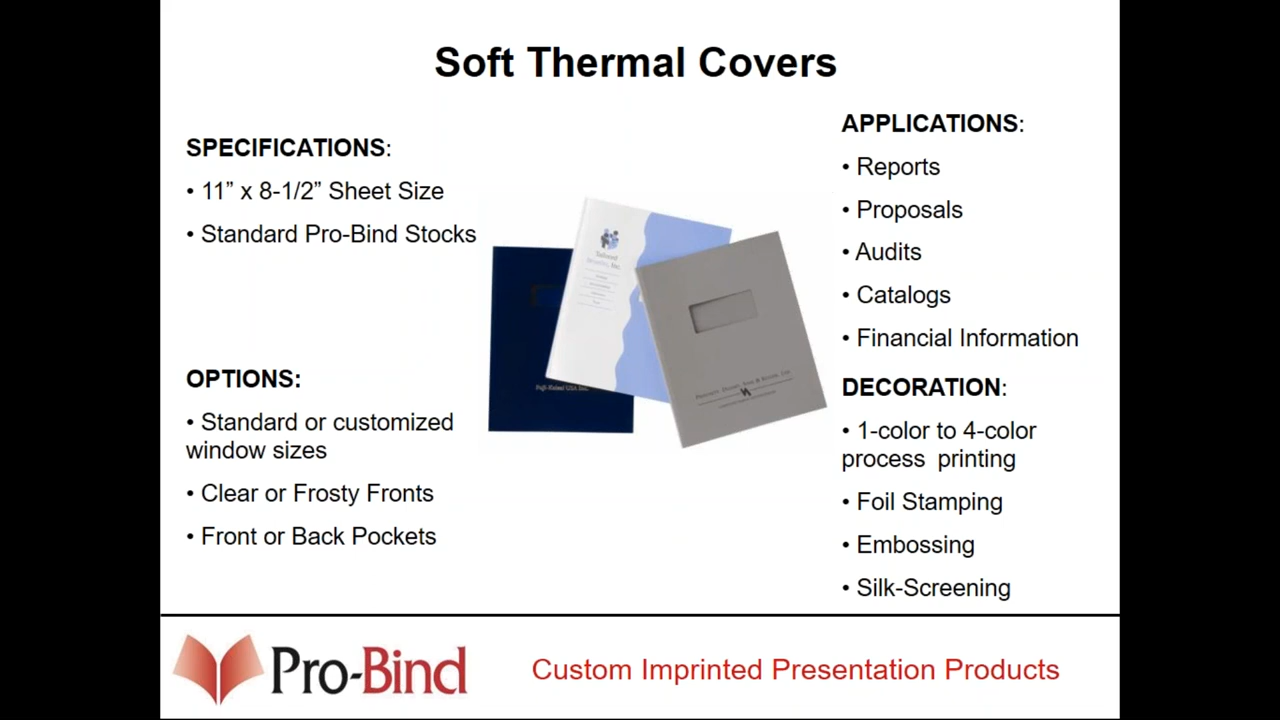 Soft Thermal Covers
SPECIFICATIONS:
• 11” x 8-1/2” Sheet Size
• Standard Pro-Bind Stocks
OPTIONS:
• Standard or customized
window sizes
• Clear or Frosty Fronts
• Front or Back Pockets
APPLICATIONS:
• Reports
• Proposals
• Audits
• Catalogs
• Financial Information
DECORATION:
• 1-color to 4-color
process  printing
• Foil Stamping
• Embossing
• Silk-Screening
Pro-Bind
Custom Imprinted Presentation Products